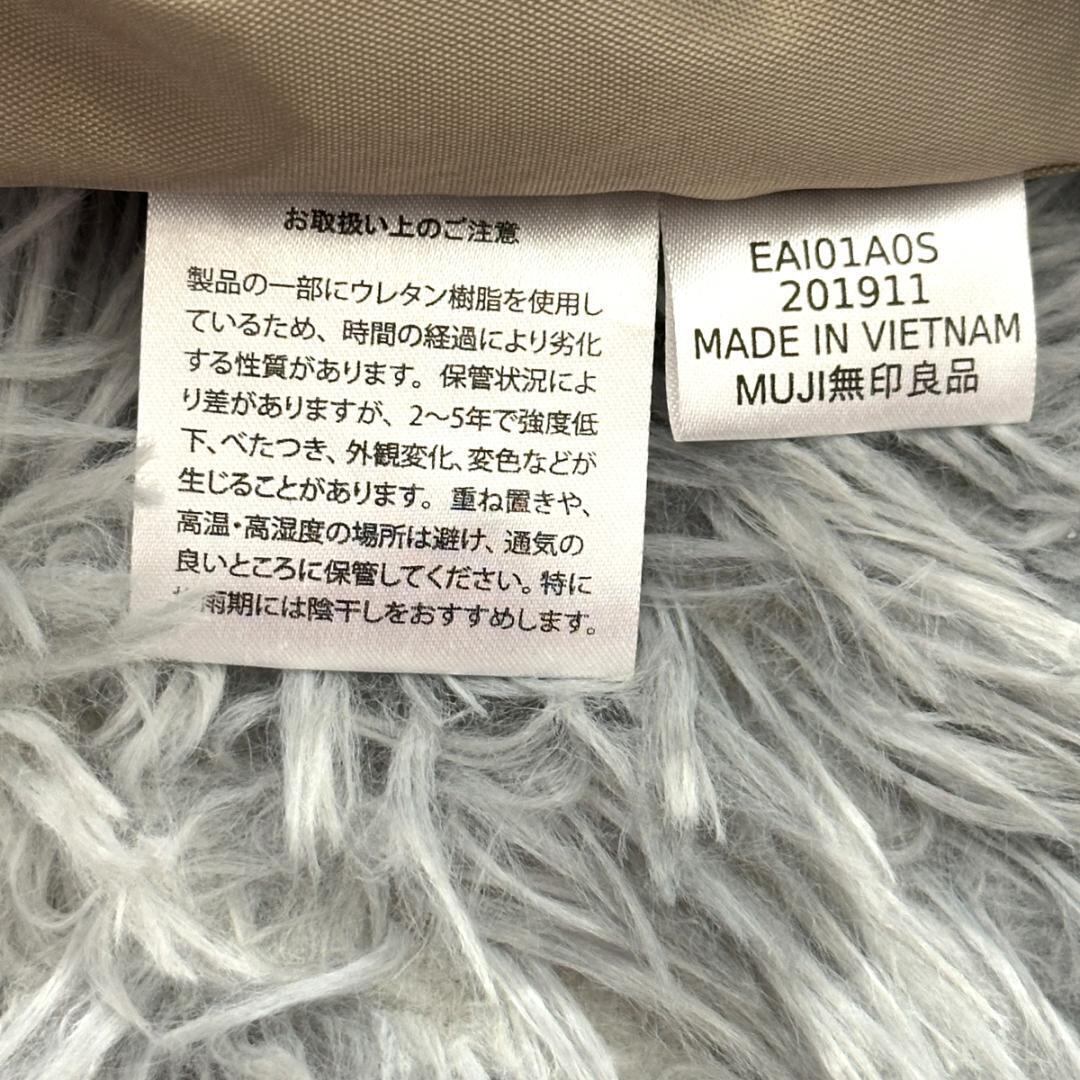 お取扱い上のご注意
製品の一部にウレタン樹脂を使用し
ているため、時間の経過により劣化
する性質があります。保管状況によ
り差がありますが、2〜5年で強度低
下、べたつき、外観変化、変色などが
生じることがあります。重ね置きや、
高温・高湿度の場所は避け、通気の
良いところに保管してください。特に
雨期には陰干しをおすすめします。
EAI01A0S
201911
MADE IN VIETNAM
MUJI無印良品